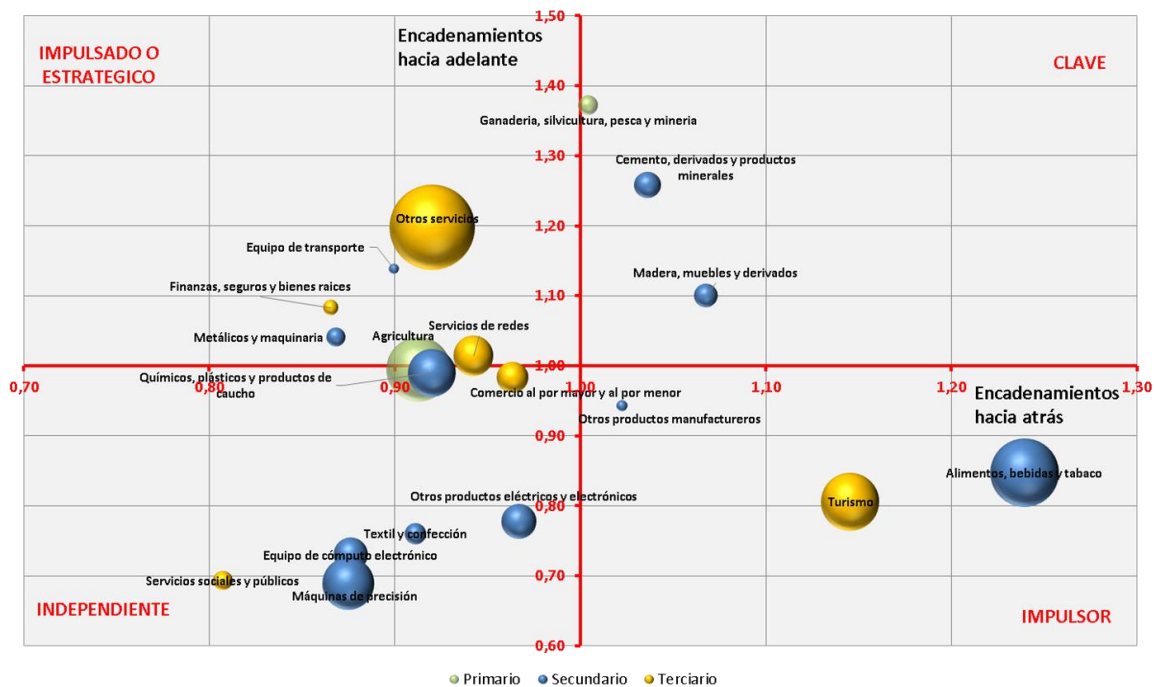 1,50
IMPULSADO O
ESTRATEGICO
Encadenamientos
hacia adelante
CLAVE
1,40
Ganaderia, silvicultura, pesca y mineria
1,30
Cemento, derivados y productos
minerales
1,20
Otros servicios
Equipo de transporte
1,10
Madera, muebles y derivados
Finanzas, seguros y bienes raices
Metálicos y maquinaria
Agricultura
Servicios de redes
1,00
0,70
0,80
0,90
1,00
1,10
1,20
1,30
Químicos, plásticos y productos de
caucho
Comercio al por mayor y al por menor
Encadenamientos
hacia atrás
Otros productos manufactureros
0,90
Alimentos, bebidas y tabaco
0,80
Otros productos eléctricos y electrónicos
Turismo
Textil y confección
Equipo de cómputo electrónico
0,70
Servicios sociales y públicos
Máquinas de precisión
INDEPENDIENTE
IMPULSOR
0,60
Primario
Secundario
Terciario